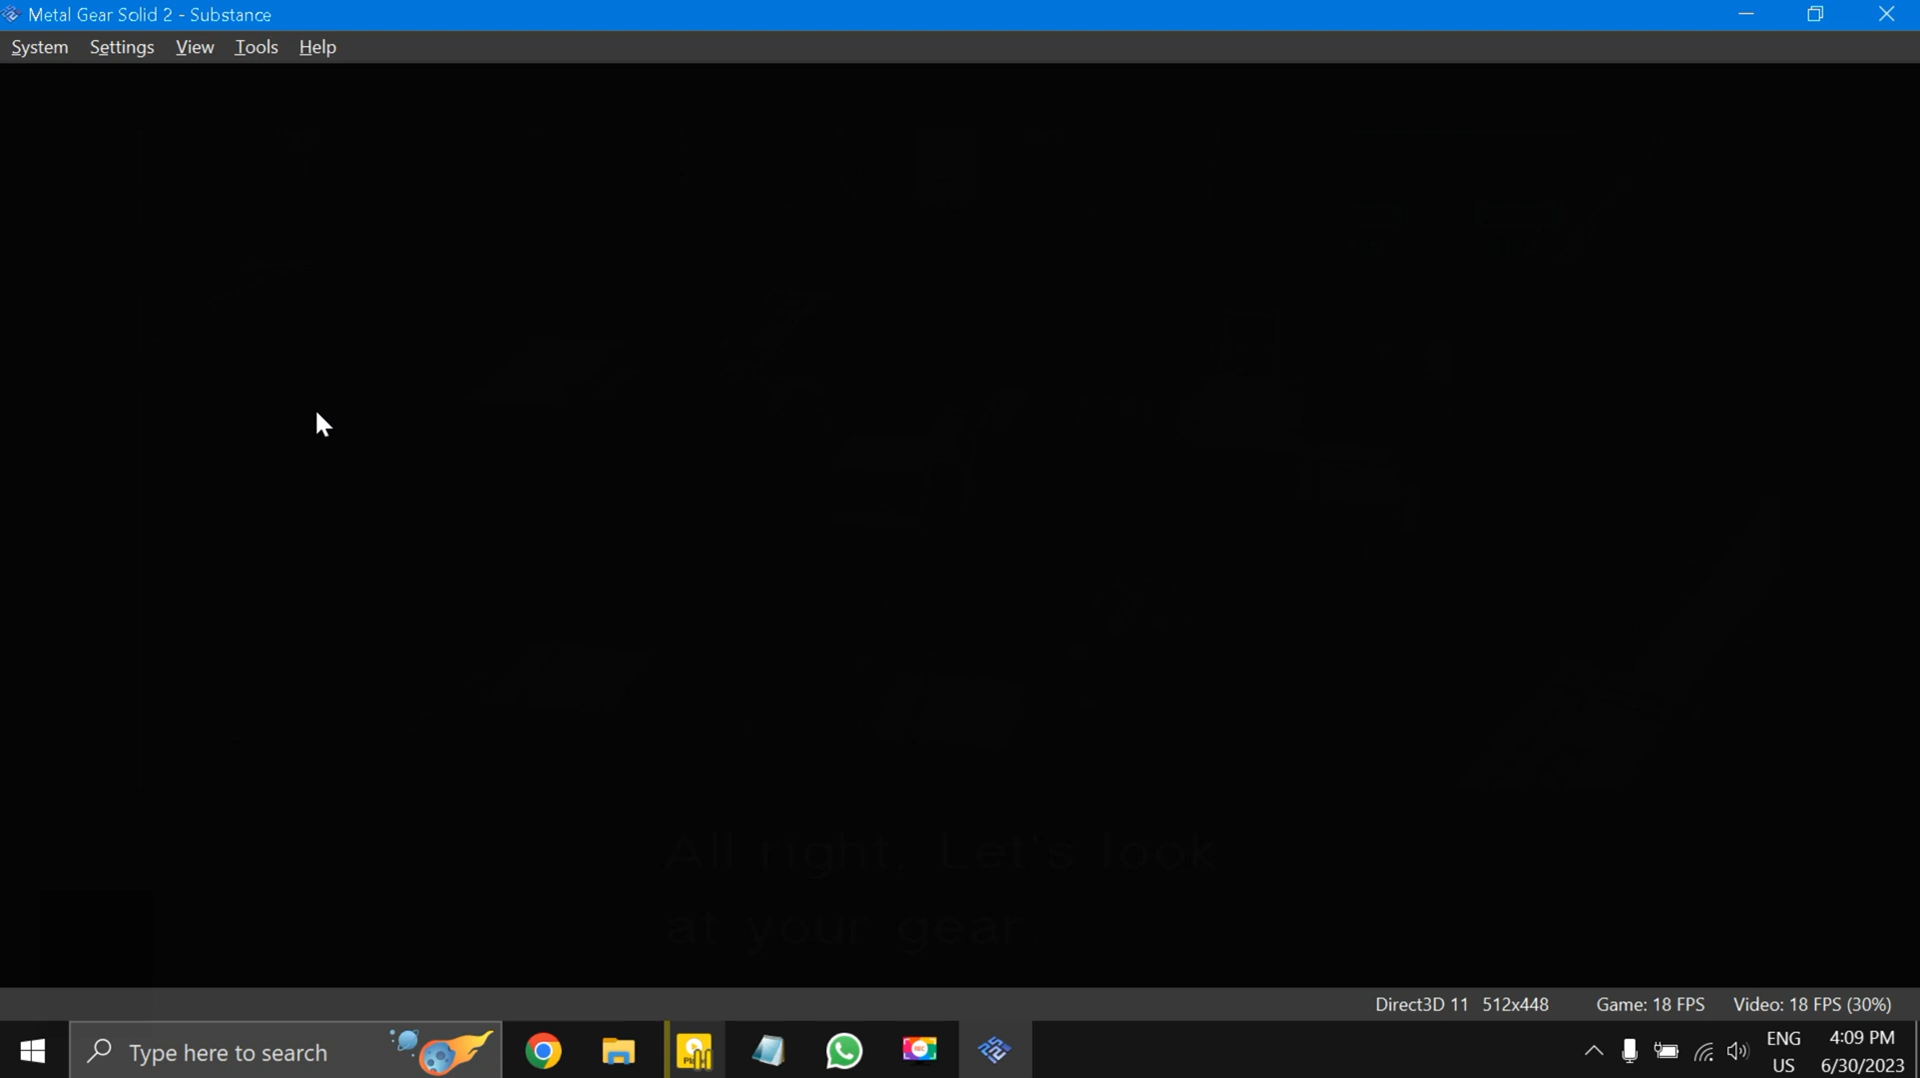 Metal Gear Solid 2 - Substance
System Settings View Tools Help
All right. Let's look
at your gear.
Direct3D 11 512x448 Game: 18 FPS Video: 18 FPS (30%)
Type here to search
ENG
US
4:09 PM
6/30/2023